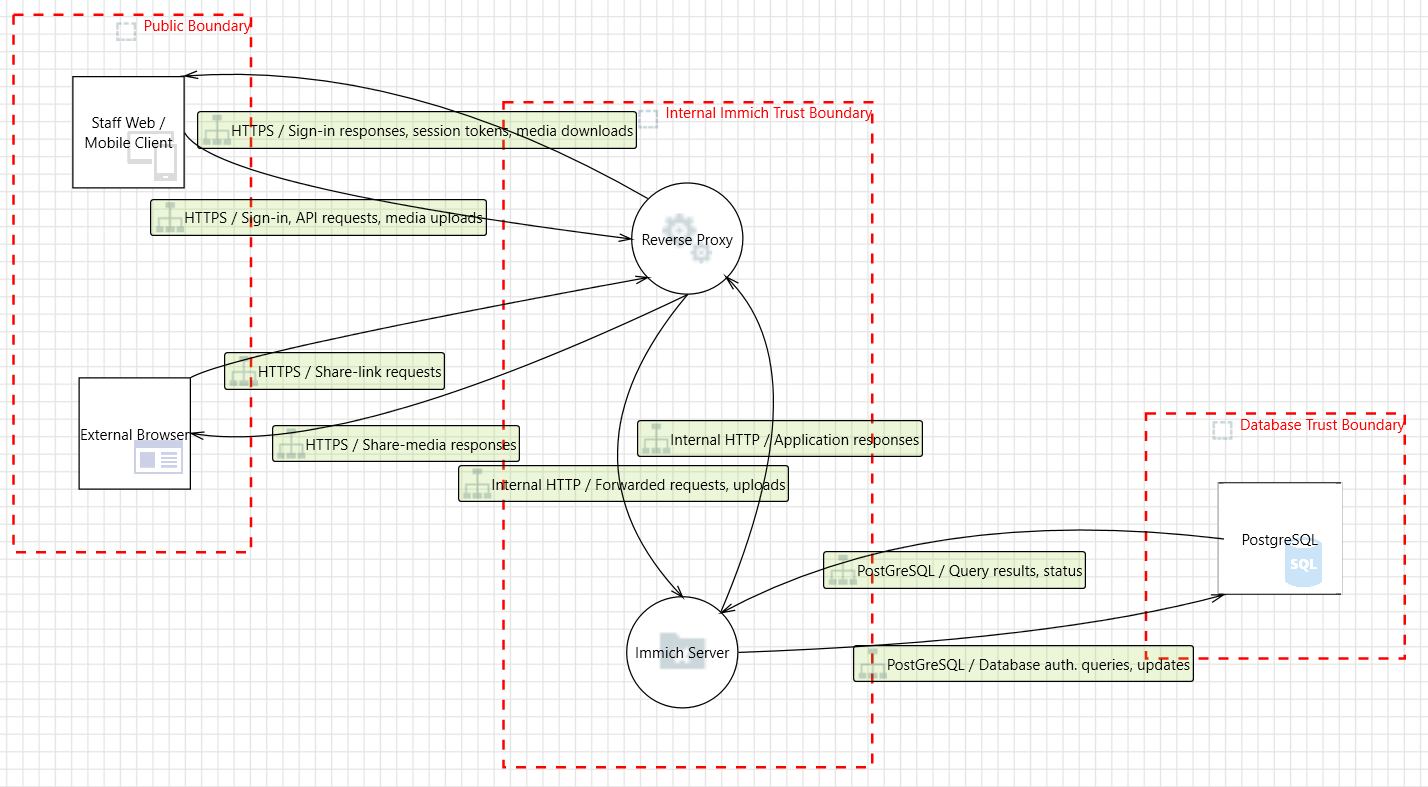 Public Boundary
Staff Web /
Mobile Client
HTTPS / Sign-in responses, session tokens, media downloads
Internal Immich Trust Boundary
HTTPS / Sign-in, API requests, media uploads
Reverse Proxy
HTTPS / Share-link requests
External Browser
HTTPS / Share-media responses
Internal HTTP / Application responses
Internal HTTP / Forwarded requests, uploads
Database Trust Boundary
PostgreSQL
SQL
PostGreSQL / Query results, status
Immich Server
PostGreSQL / Database auth. queries, updates